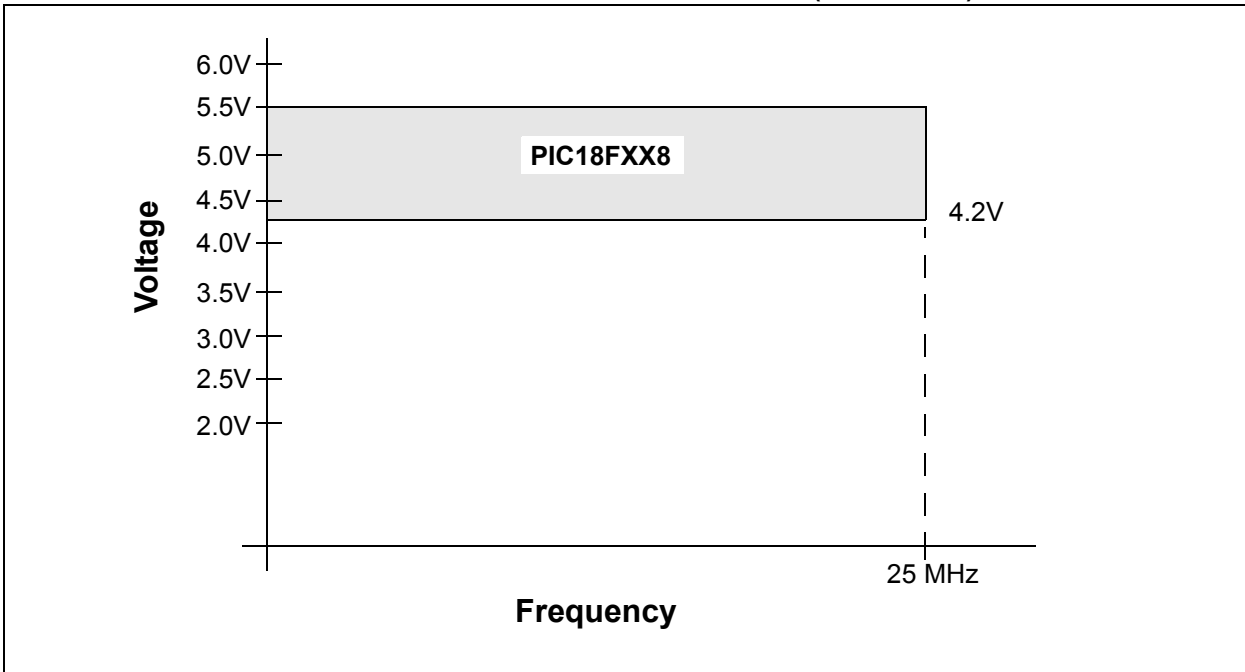 6.0V
5.5V
5.0V
PIC18FXX8
4.5V
4.2V
4.0V
3.5V
3.0V
2.5V
2.0V
Voltage
25 MHz
Frequency